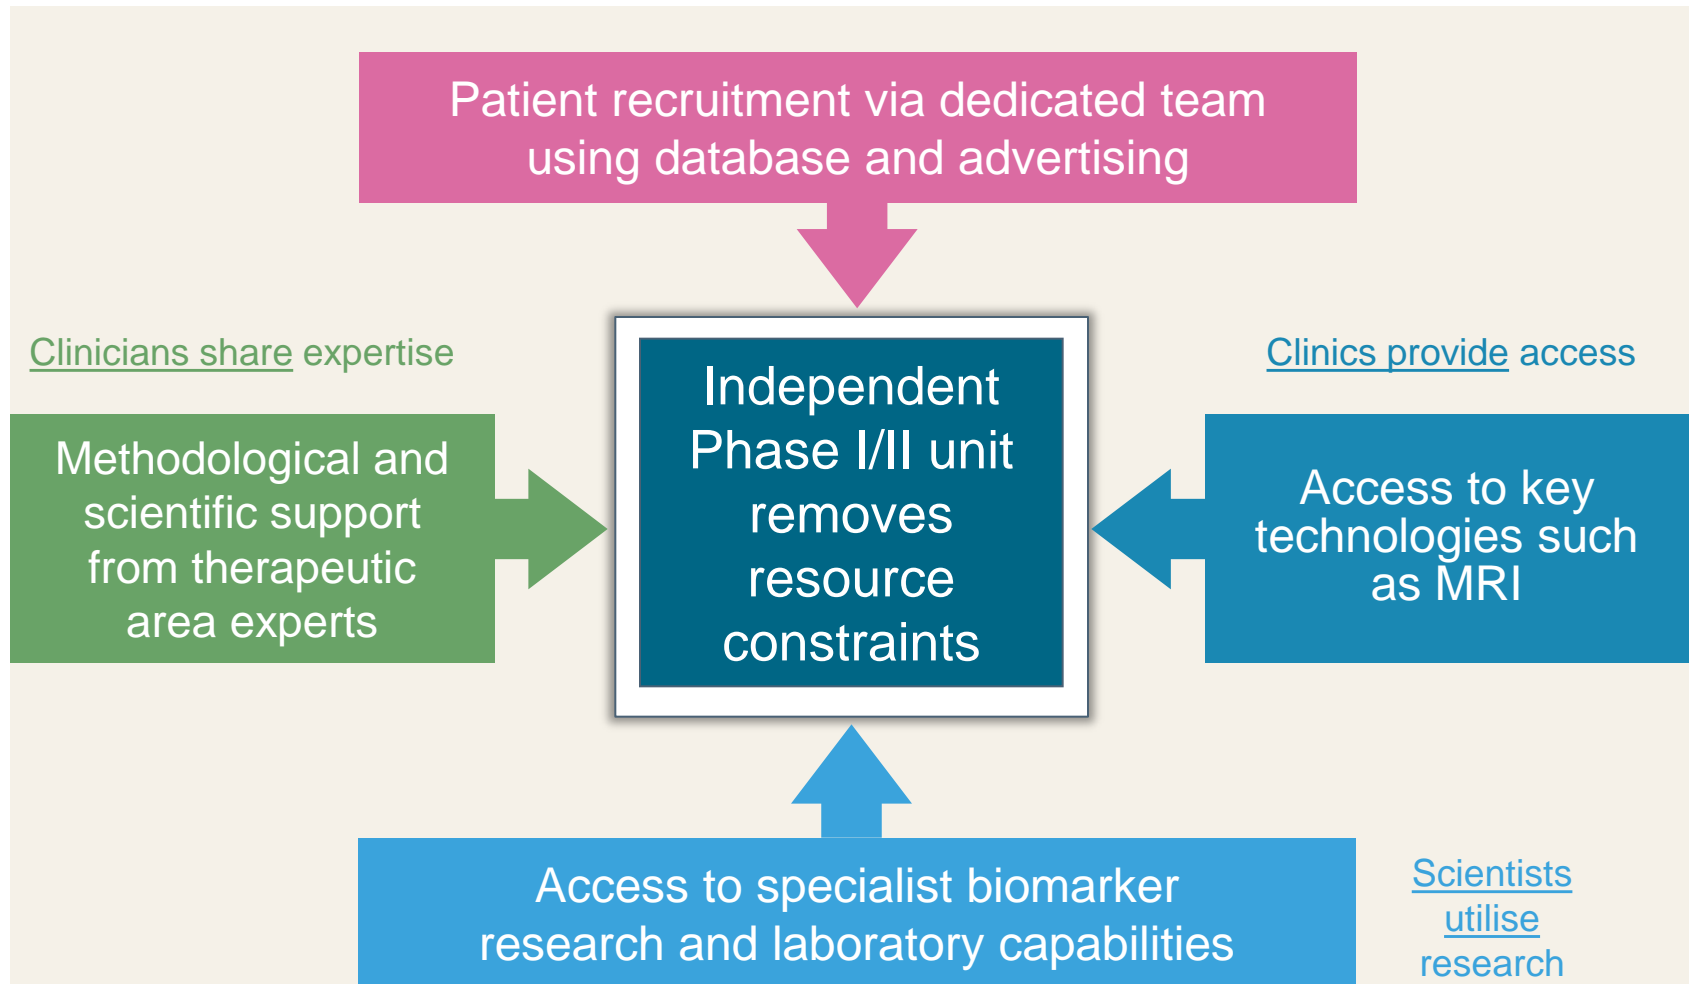 Patient recruitment via dedicated team
using database and advertising
Clinicians share expertise
Methodological and
scientific support
from therapeutic
area experts
Independent
Phase I/II unit
removes
resource
constraints
Clinics provide access
Access to key
technologies such
as MRI
Access to specialist biomarker
research and laboratory capabilities
Scientists
utilise
research